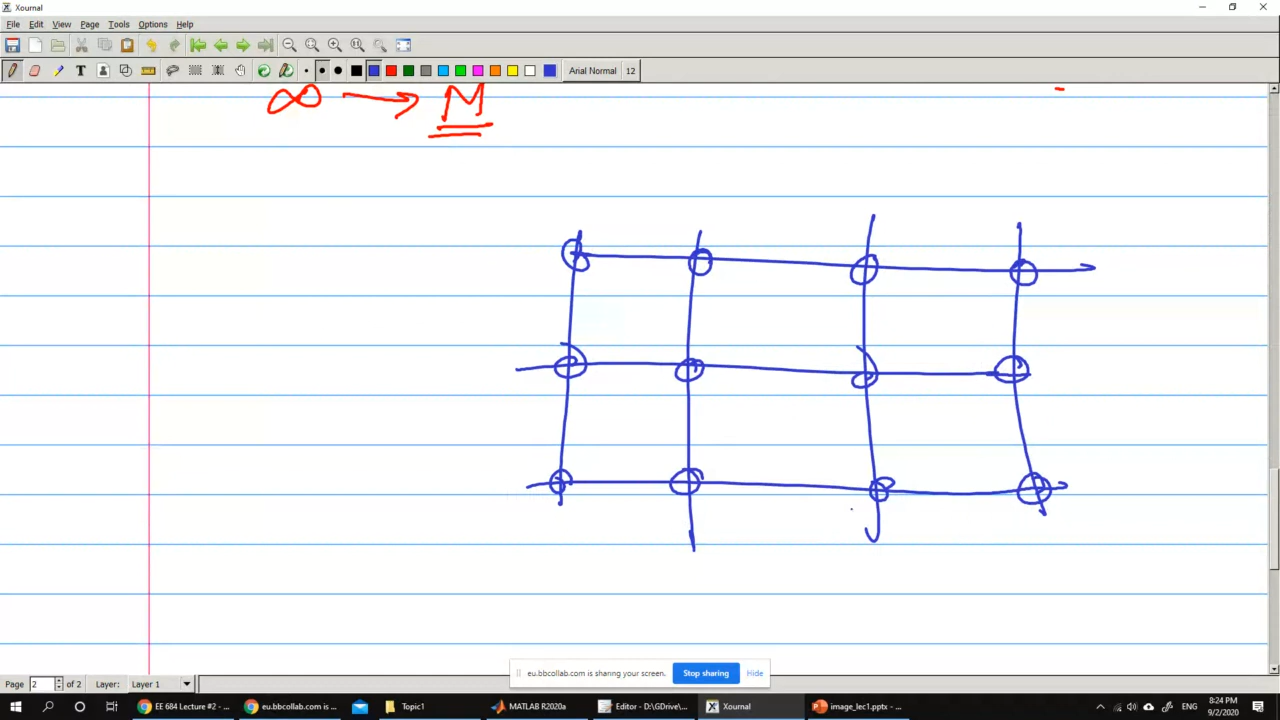 Xournal
File Edit View Page Tools Options Help
Arial Normal 12
∞ → M
eu.bbcollab.com is sharing your screen. Stop sharing Hide
Page 2 of 2 Layer: Layer 1
EE 684 Lecture #2 - ... eu.bbcollab.com is ... Topic1 MATLAB R2020a Editor - D:\GDrive\... Xournal image_lec1.pptx - ... ENG 8:24 PM
9/2/2020